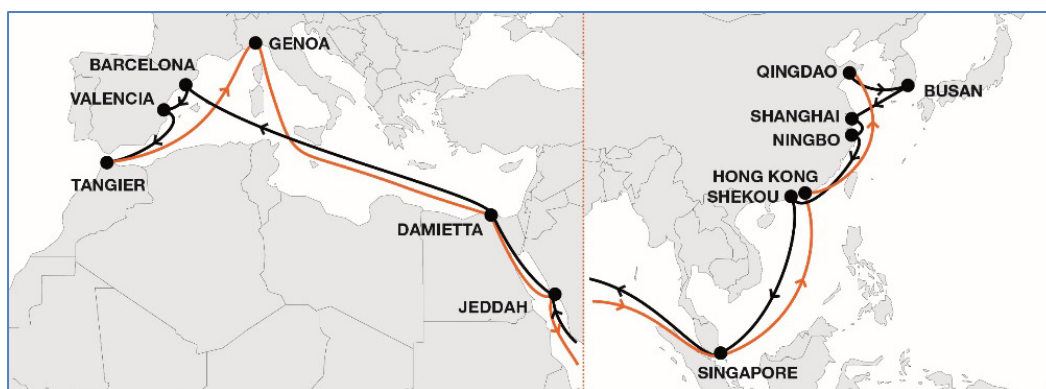 GENOA
BARCELONA
VALENCIA
TANGIER
DAMIETTA
JEDDAH
QINGDAO
BUSAN
SHANGHAI
NINGBO
HONG KONG
SHEKOU
SINGAPORE